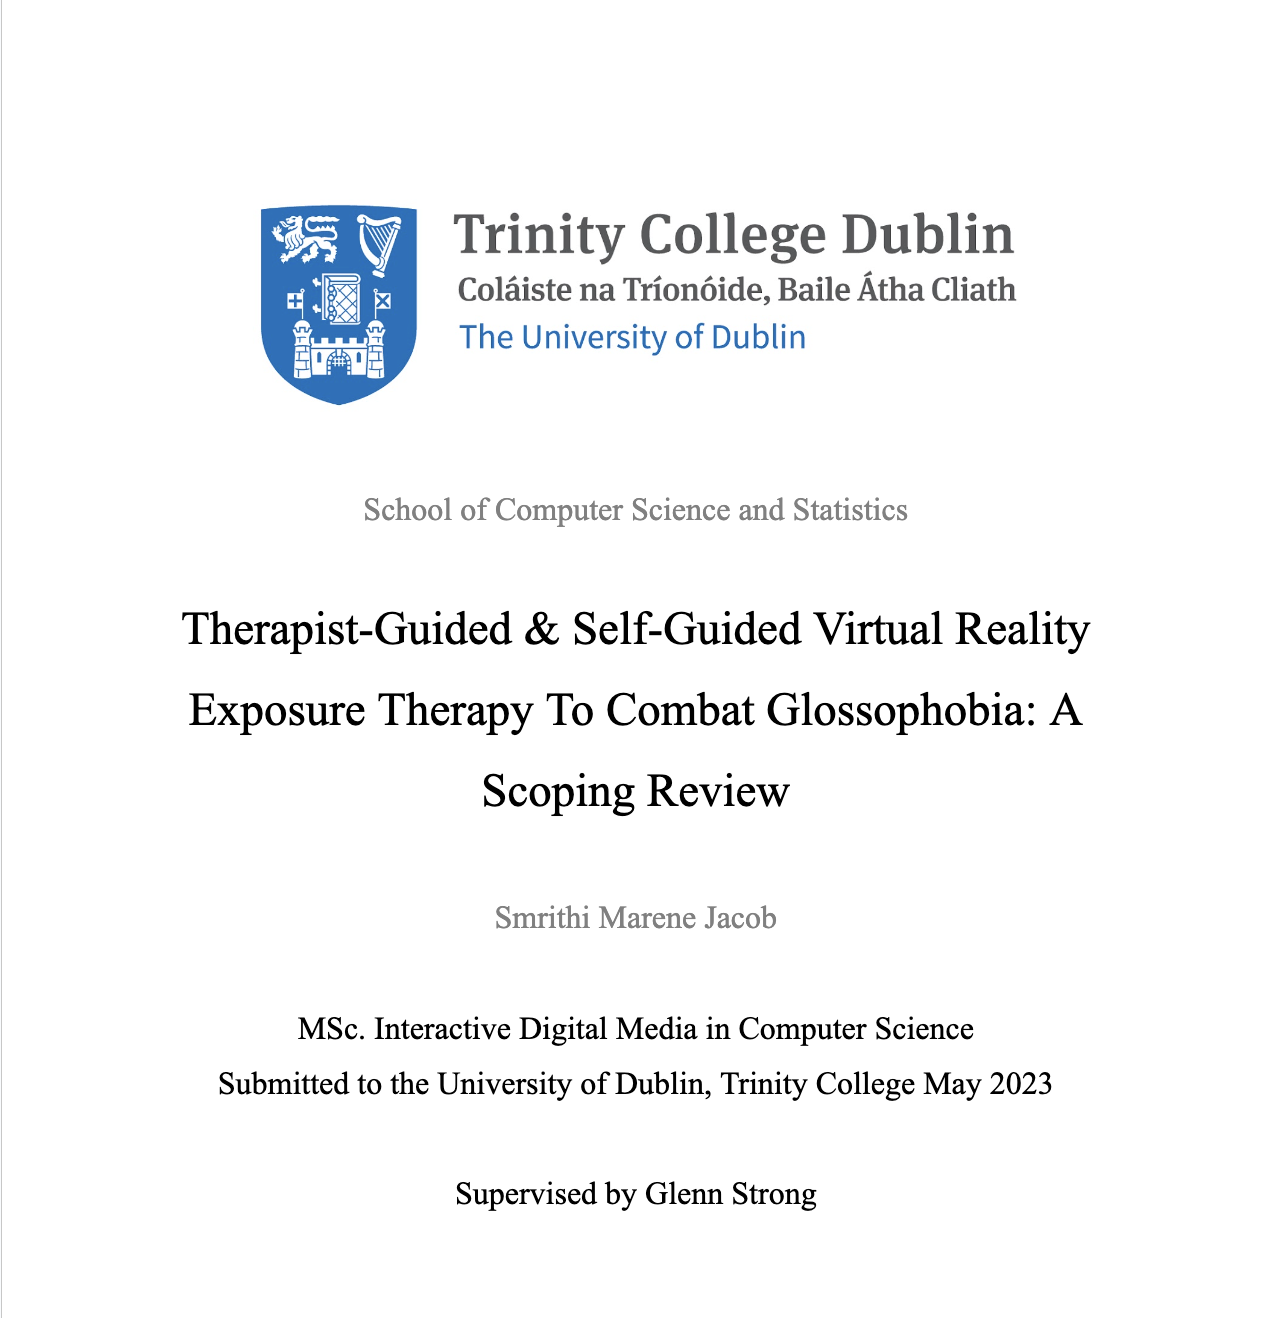 Trinity College Dublin
Coláiste na Tríonóide, Baile Átha Cliath
The University of Dublin
School of Computer Science and Statistics
Therapist-Guided & Self-Guided Virtual Reality
Exposure Therapy To Combat Glossophobia: A
Scoping Review
Smrithi Marene Jacob
MSc. Interactive Digital Media in Computer Science
Submitted to the University of Dublin, Trinity College May 2023
Supervised by Glenn Strong